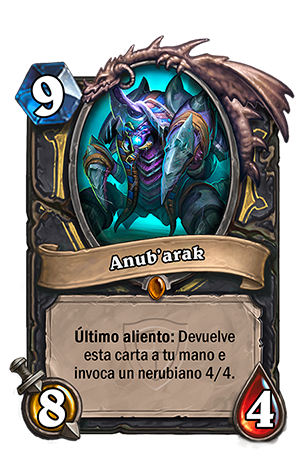 9
Anub'arak
Último aliento: Devuelve
esta carta a tu mano e
invoca un nerubiano 4/4.
8
4